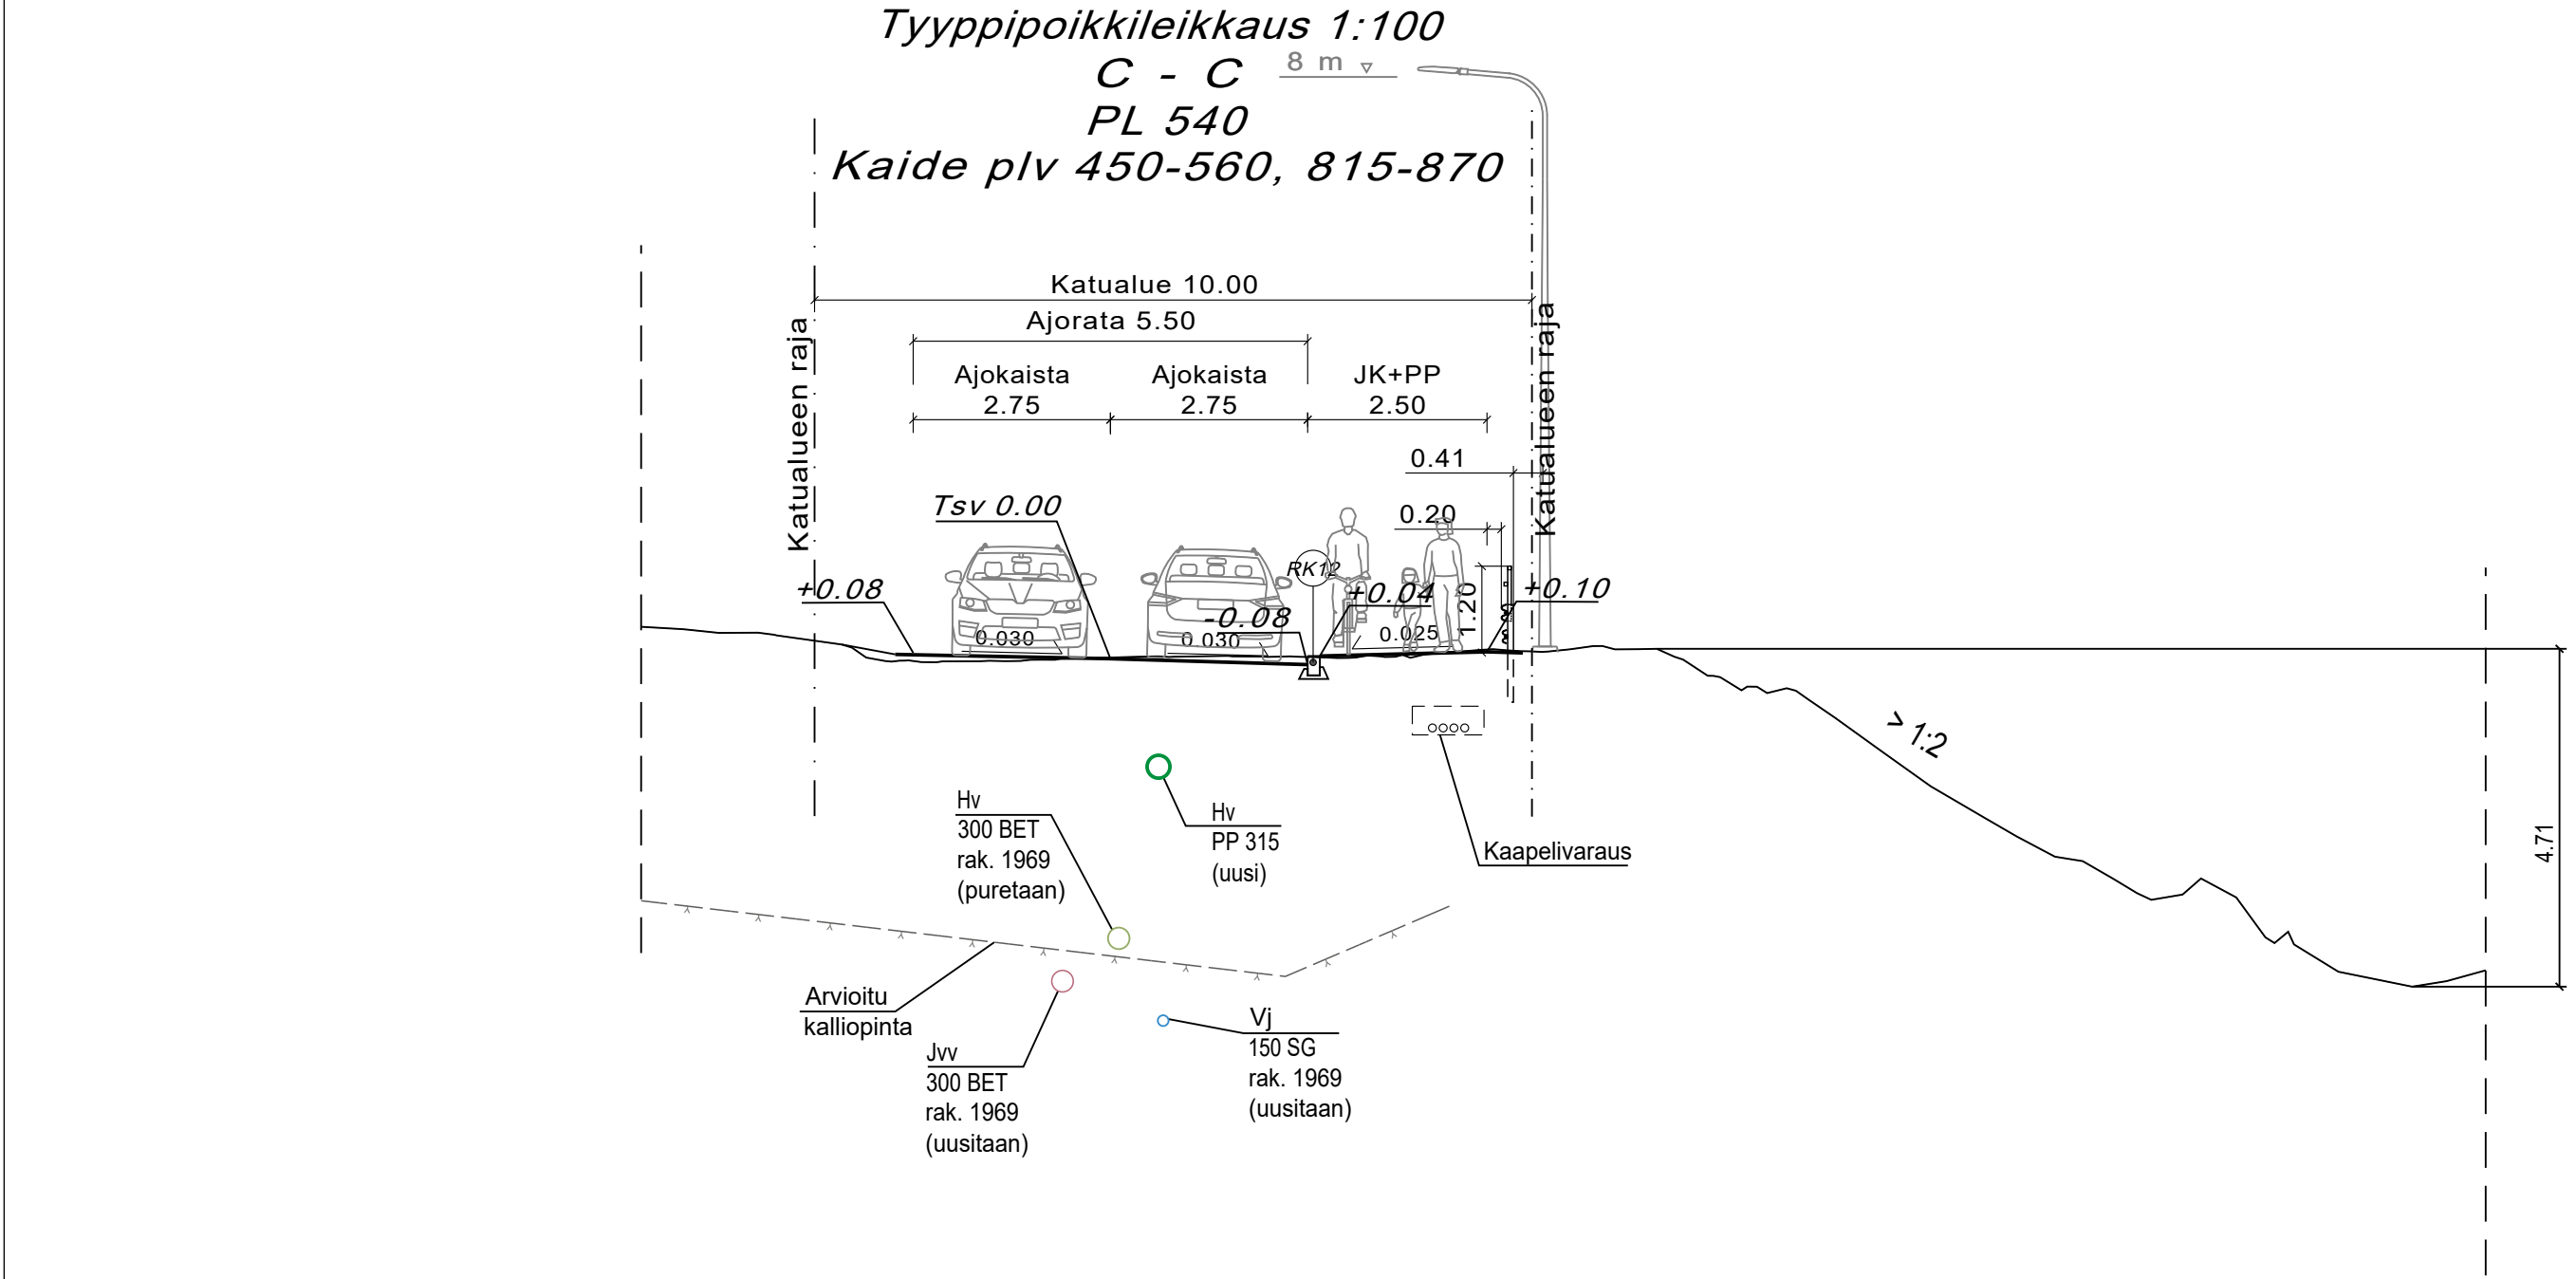 Tyyppipoikkileikkaus 1:100
C - C
8 m
PL 540
Kaide plv 450-560, 815-870
Katualue 10.00
Ajorata 5.50
Katualueen raja
Katualueen raja
Ajokaista
2.75
Ajokaista
2.75
JK+PP
2.50
0.41
Tsv 0.00
0.20
RK12
+0.08
-0.08
+0.04
1.20
+0.10
0.030
0.030
0.025
> 1:2
4.71
Hv
300 BET
rak. 1969
(puretaan)
Hv
PP 315
(uusi)
Kaapelivaraus
Arvioitu
kalliopinta
Jvv
300 BET
rak. 1969
(uusitaan)
Vj
150 SG
rak. 1969
(uusitaan)